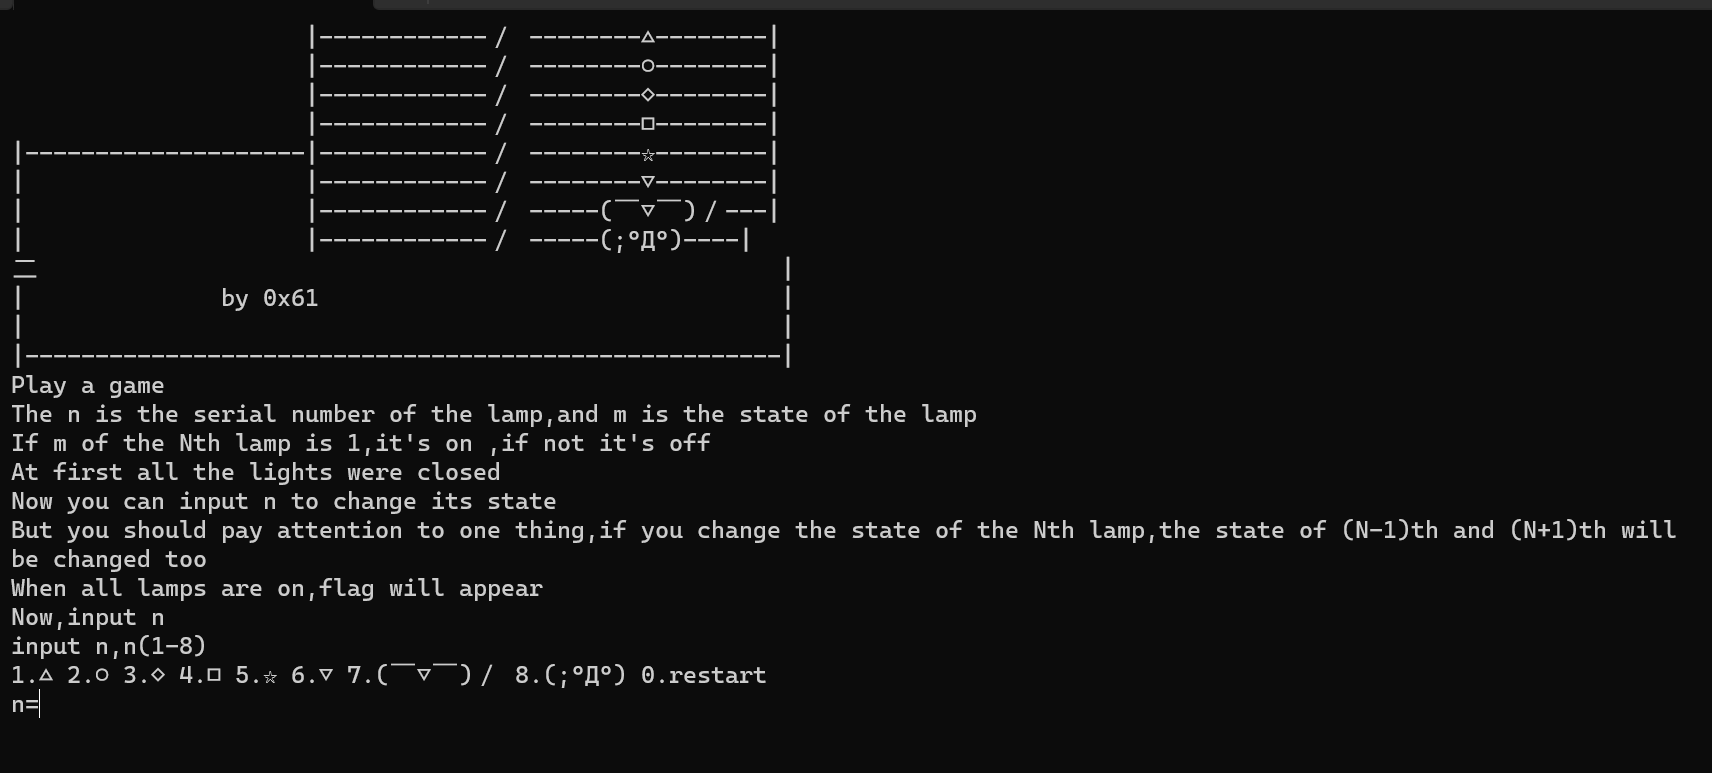 |------------ / --------△--------|
|------------ / --------○--------|
|------------ / --------◇--------|
|------------ / --------□--------|
|--------------------|------------ / --------☆--------|
| |------------ / --------▽--------|
| |------------ / -----(￣▽￣)/---|
| |------------ / -----(;°Д°)----|
二 |
| by 0x61 |
| |
|------------------------------------------------------|
Play a game
The n is the serial number of the lamp,and m is the state of the lamp
If m of the Nth lamp is 1,it's on ,if not it's off
At first all the lights were closed
Now you can input n to change its state
But you should pay attention to one thing,if you change the state of the Nth lamp,the state of (N-1)th and (N+1)th will
be changed too
When all lamps are on,flag will appear
Now,input n
input n,n(1-8)
1.△ 2.○ 3.◇ 4.□ 5.☆ 6.▽ 7.(￣▽￣)/ 8.(;°Д°) 0.restart
n=